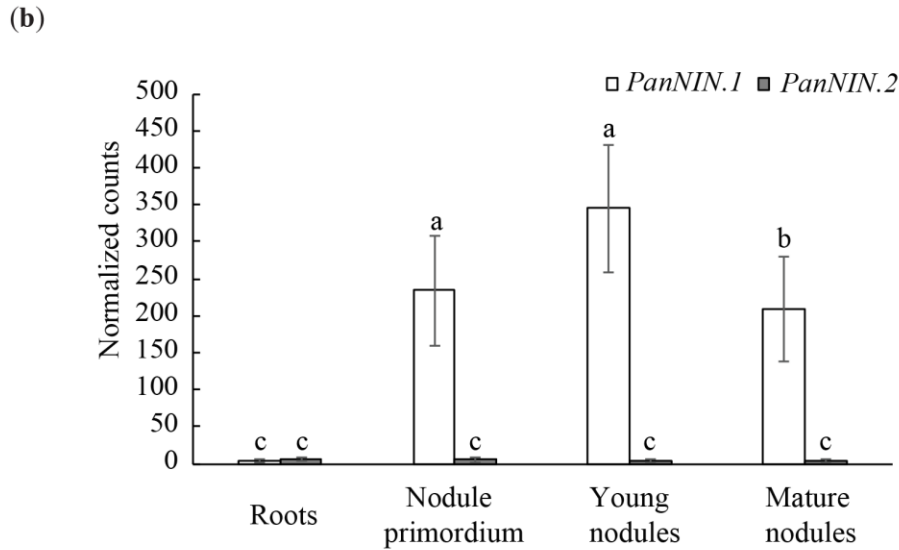 (b)
PanNIN.1 PanNIN.2
Normalized counts
500
450
400
350
300
250
200
150
100
50
0
c c a c a c b c
Roots
Nodule primordium
Young nodules
Mature nodules